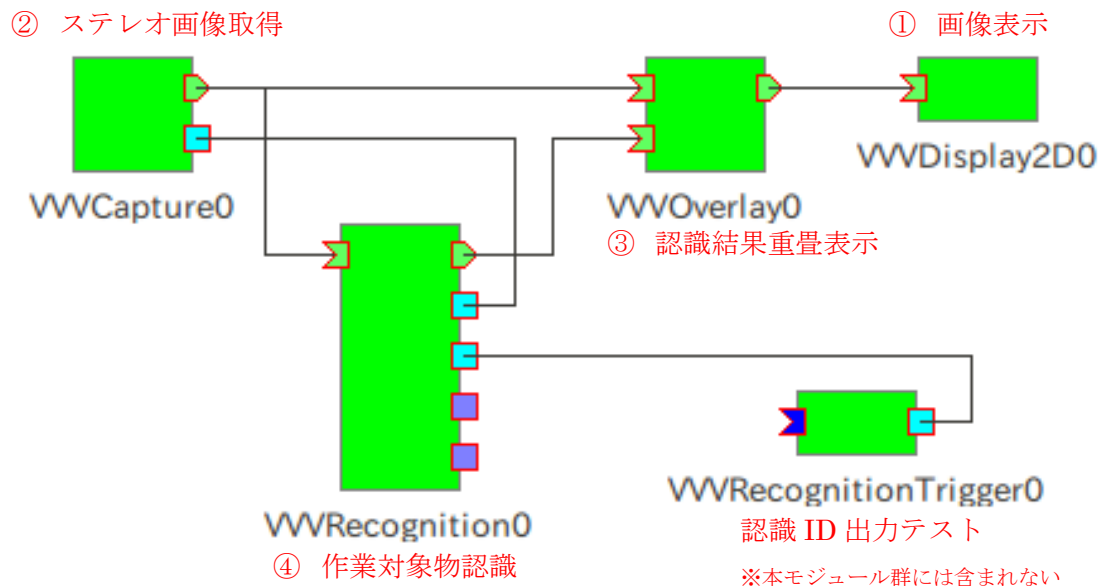 ② ステレオ画像取得
① 画像表示
VVVCapture0
VVVOverlay0
VVVDisplay2D0
③ 認識結果重畳表示
VVVRecognition0
④ 作業対象物認識
VVVRecognitionTrigger0
認識 ID 出力テスト
※本モジュール群には含まれない